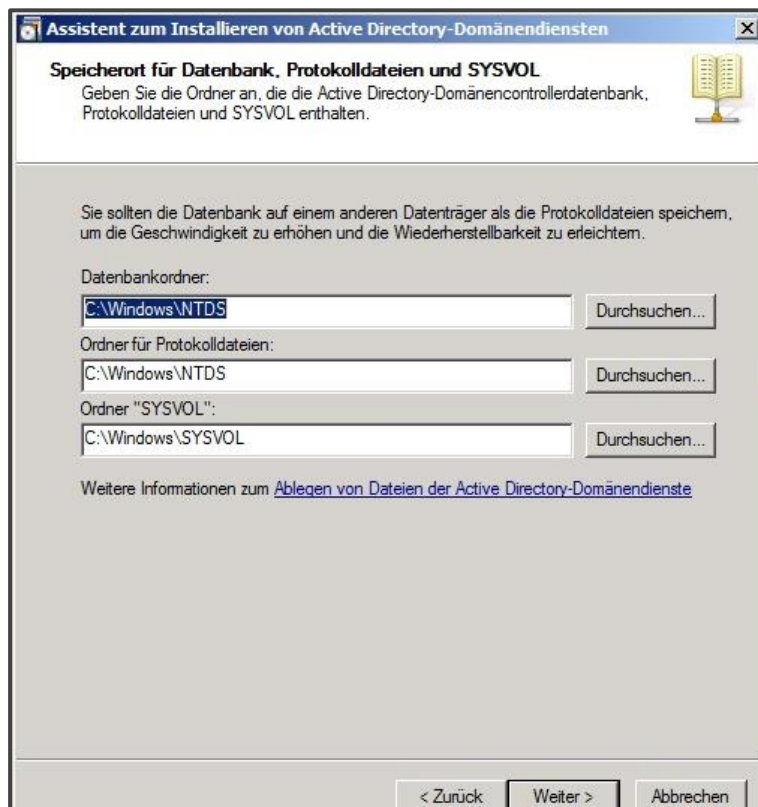 Assistent zum Installieren von Active Directory-Domänendiensten
Speicherort für Datenbank, Protokolldateien und SYSVOL
Geben Sie die Ordner an, die die Active Directory-Domänencontrollerdatenbank,
Protokolldateien und SYSVOL enthalten.
Sie sollten die Datenbank auf einem anderen Datenträger als die Protokolldateien speichern,
um die Geschwindigkeit zu erhöhen und die Wiederherstellbarkeit zu erleichtern.
Datenbankordner:
C:\Windows\NTDS Durchsuchen...
Ordner für Protokolldateien:
C:\Windows\NTDS Durchsuchen...
Ordner "SYSVOL":
C:\Windows\SYSVOL Durchsuchen...
Weitere Informationen zum Ablegen von Dateien der Active Directory-Domänendienste
< Zurück Weiter > Abbrechen